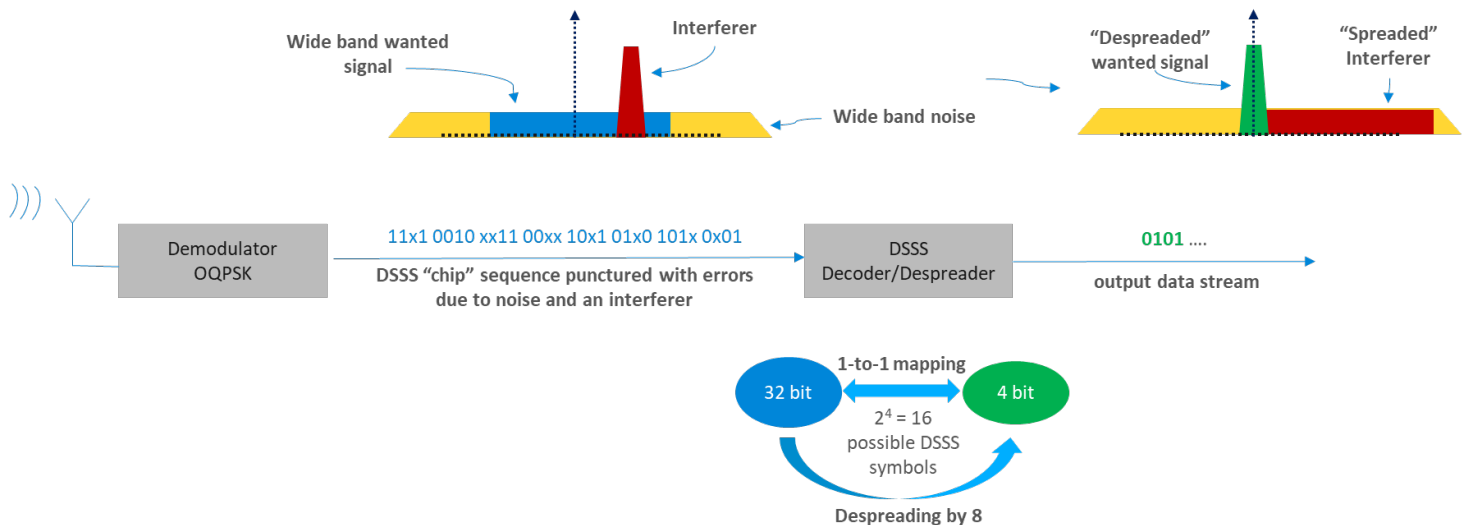 Wide band wanted
signal
Interferer
Wide band noise
“Despreaded”
wanted signal
“Spreaded”
Interferer
Demodulator
OQPSK
11x1 0010 xx11 00xx 10x1 01x0 101x 0x01
DSSS “chip” sequence punctured with errors
due to noise and an interferer
DSSS
Decoder/Despreader
0101 ....
output data stream
1-to-1 mapping
32 bit
4 bit
2⁴ = 16
possible DSSS
symbols
Despreading by 8